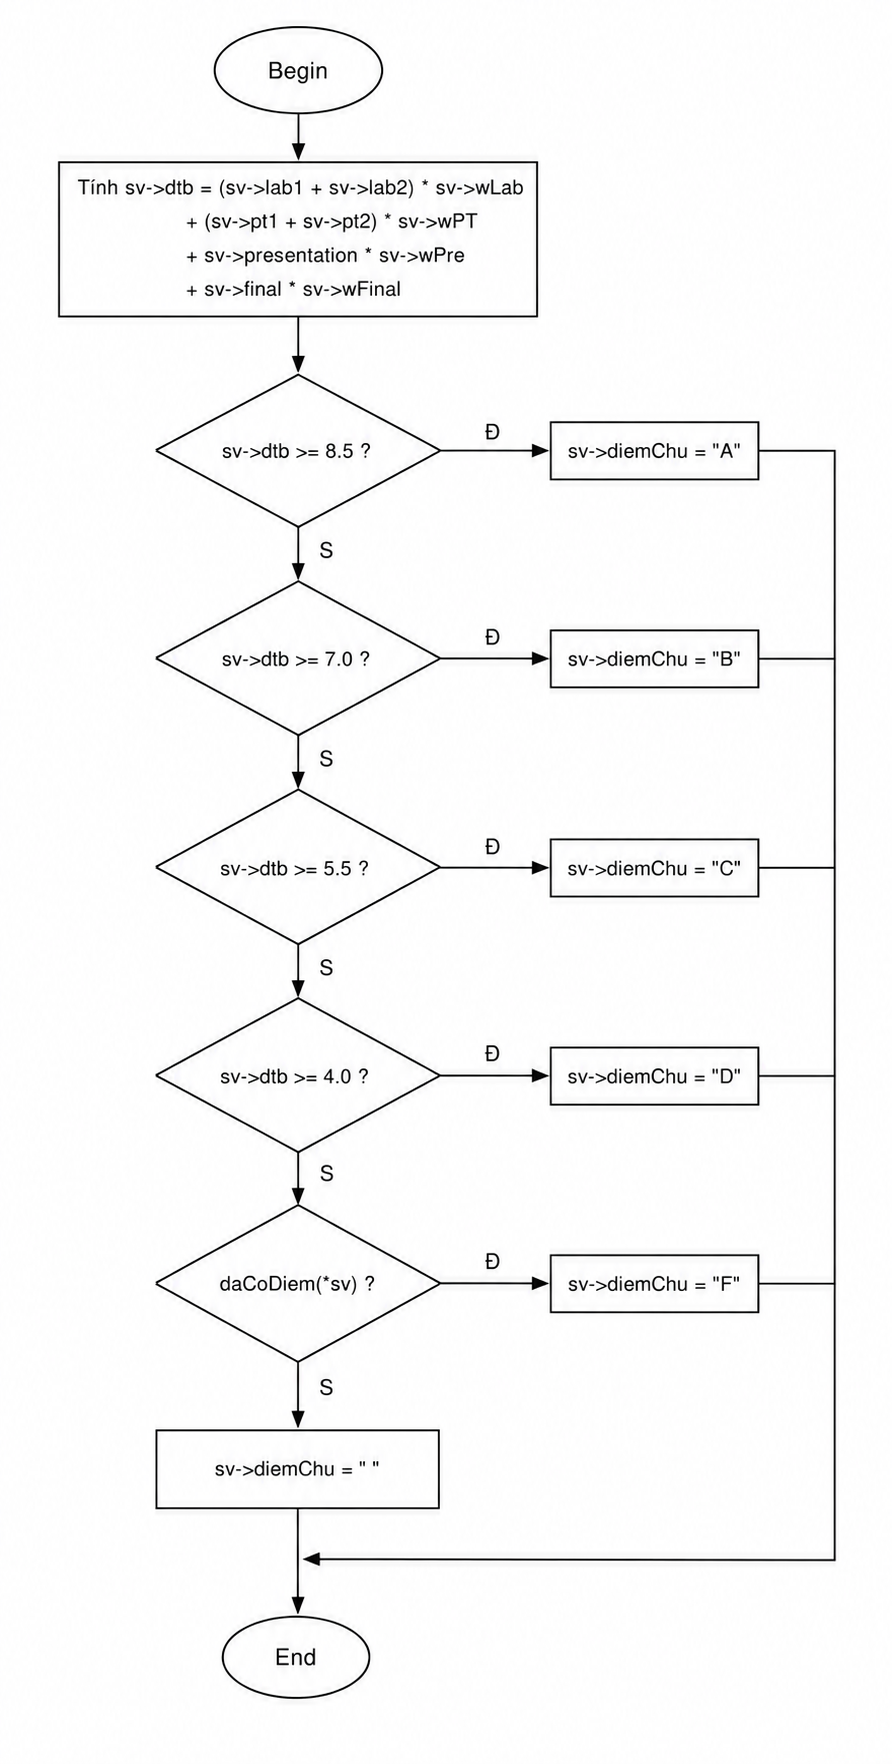 Begin
Tính sv->dtb = (sv->lab1 + sv->lab2) * sv->wLab
+ (sv->pt1 + sv->pt2) * sv->wPT
+ sv->presentation * sv->wPre
+ sv->final * sv->wFinal
sv->dtb >= 8.5 ?
Đ
sv->diemChu = "A"
S
sv->dtb >= 7.0 ?
Đ
sv->diemChu = "B"
S
sv->dtb >= 5.5 ?
Đ
sv->diemChu = "C"
S
sv->dtb >= 4.0 ?
Đ
sv->diemChu = "D"
S
daCoDiem(*sv) ?
Đ
sv->diemChu = "F"
S
sv->diemChu = " "
End